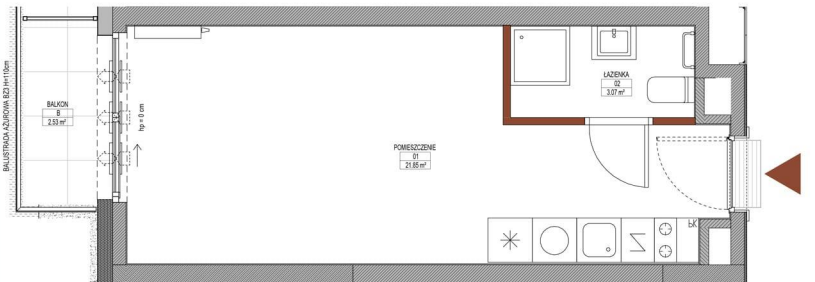 BALUSTRADA AŻUROWA BZ3 H=110cm
BALKON
B
2.53 m²
hp = 0 cm
POMIESZCZENIE
01
21.85 m²
ŁAZIENKA
02
3.07 m²